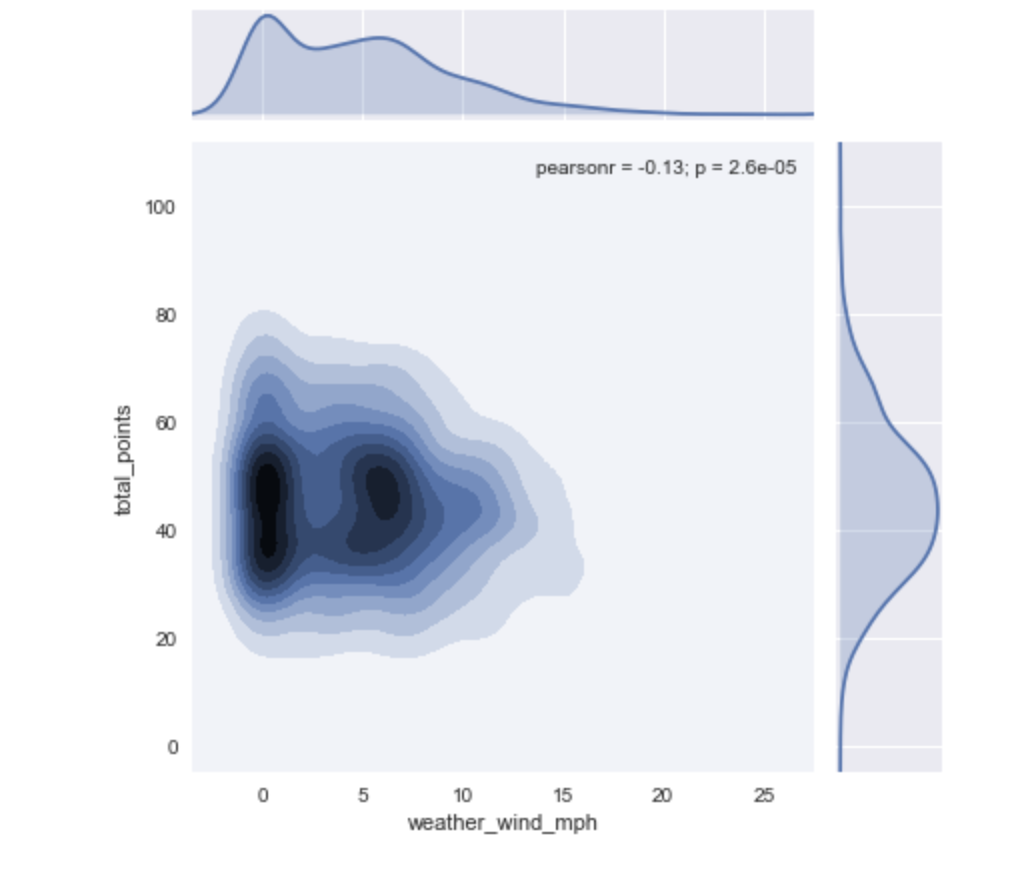 pearsonr = -0.13; p = 2.6e-05
100
80
60
40
20
0
total_points
0 5 10 15 20 25
weather_wind_mph